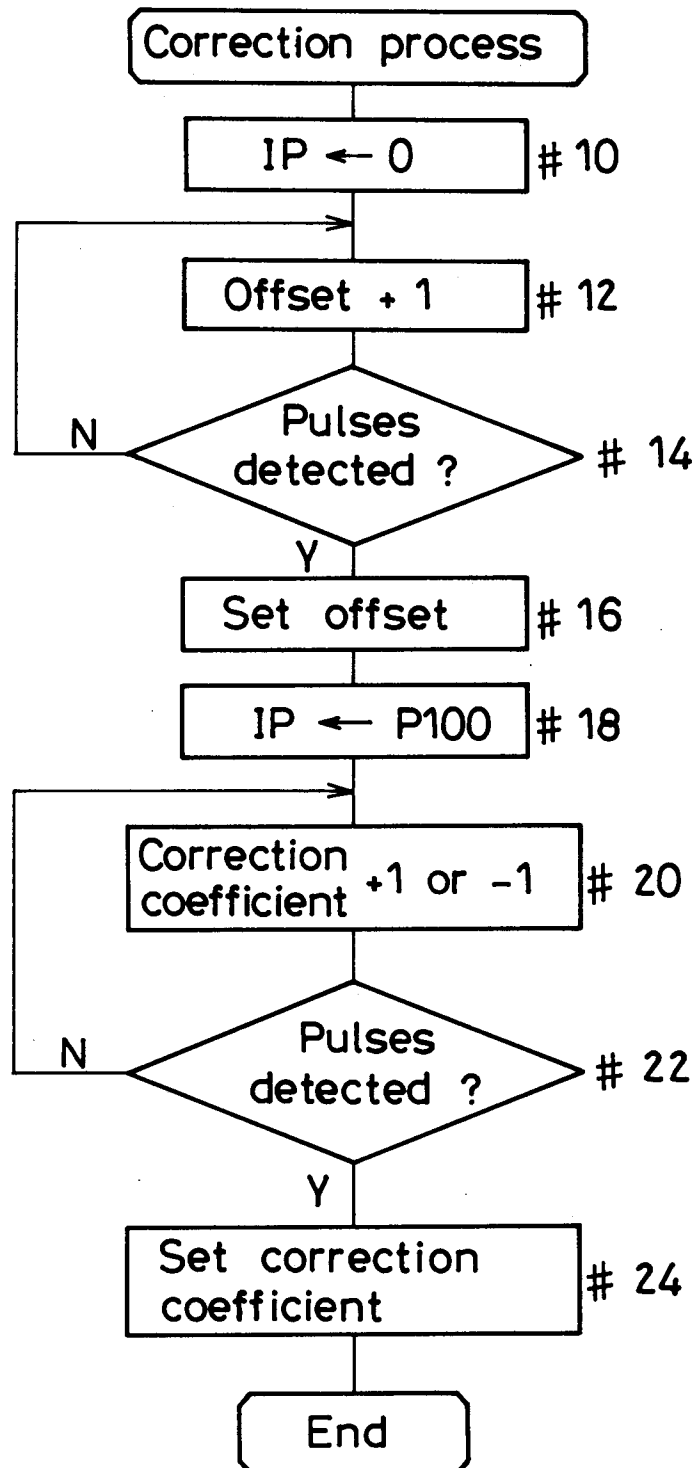 Correction process
IP ← 0
# 10
Offset + 1
# 12
Pulses
detected ?
# 14
N
Y
Set offset
# 16
IP ← P100
# 18
Correction
coefficient +1 or -1
# 20
Pulses
detected ?
# 22
N
Y
Set correction
coefficient
# 24
End